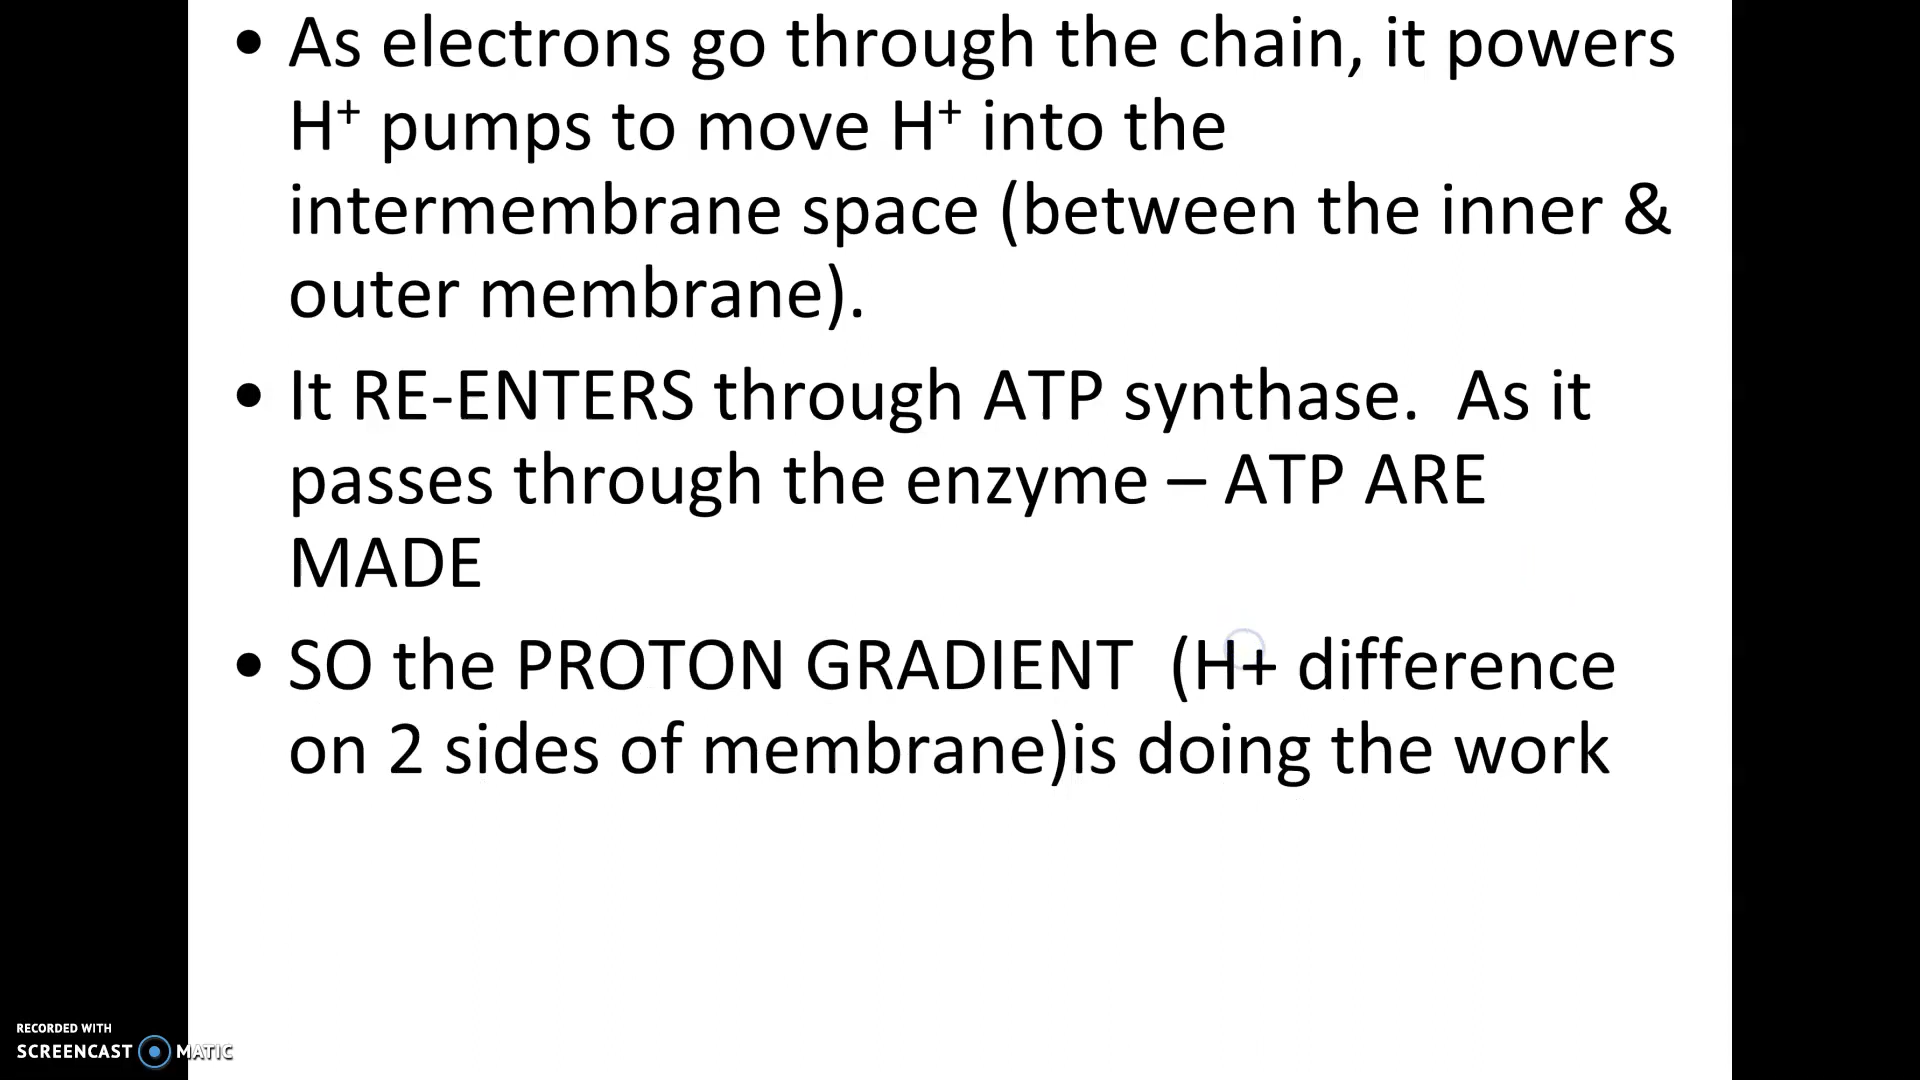 • As electrons go through the chain, it powers
H⁺ pumps to move H⁺ into the
intermembrane space (between the inner &
outer membrane).
• It RE-ENTERS through ATP synthase.  As it
passes through the enzyme – ATP ARE
MADE
• SO the PROTON GRADIENT  (H+ difference
on 2 sides of membrane)is doing the work
RECORDED WITH
SCREENCAST MATIC